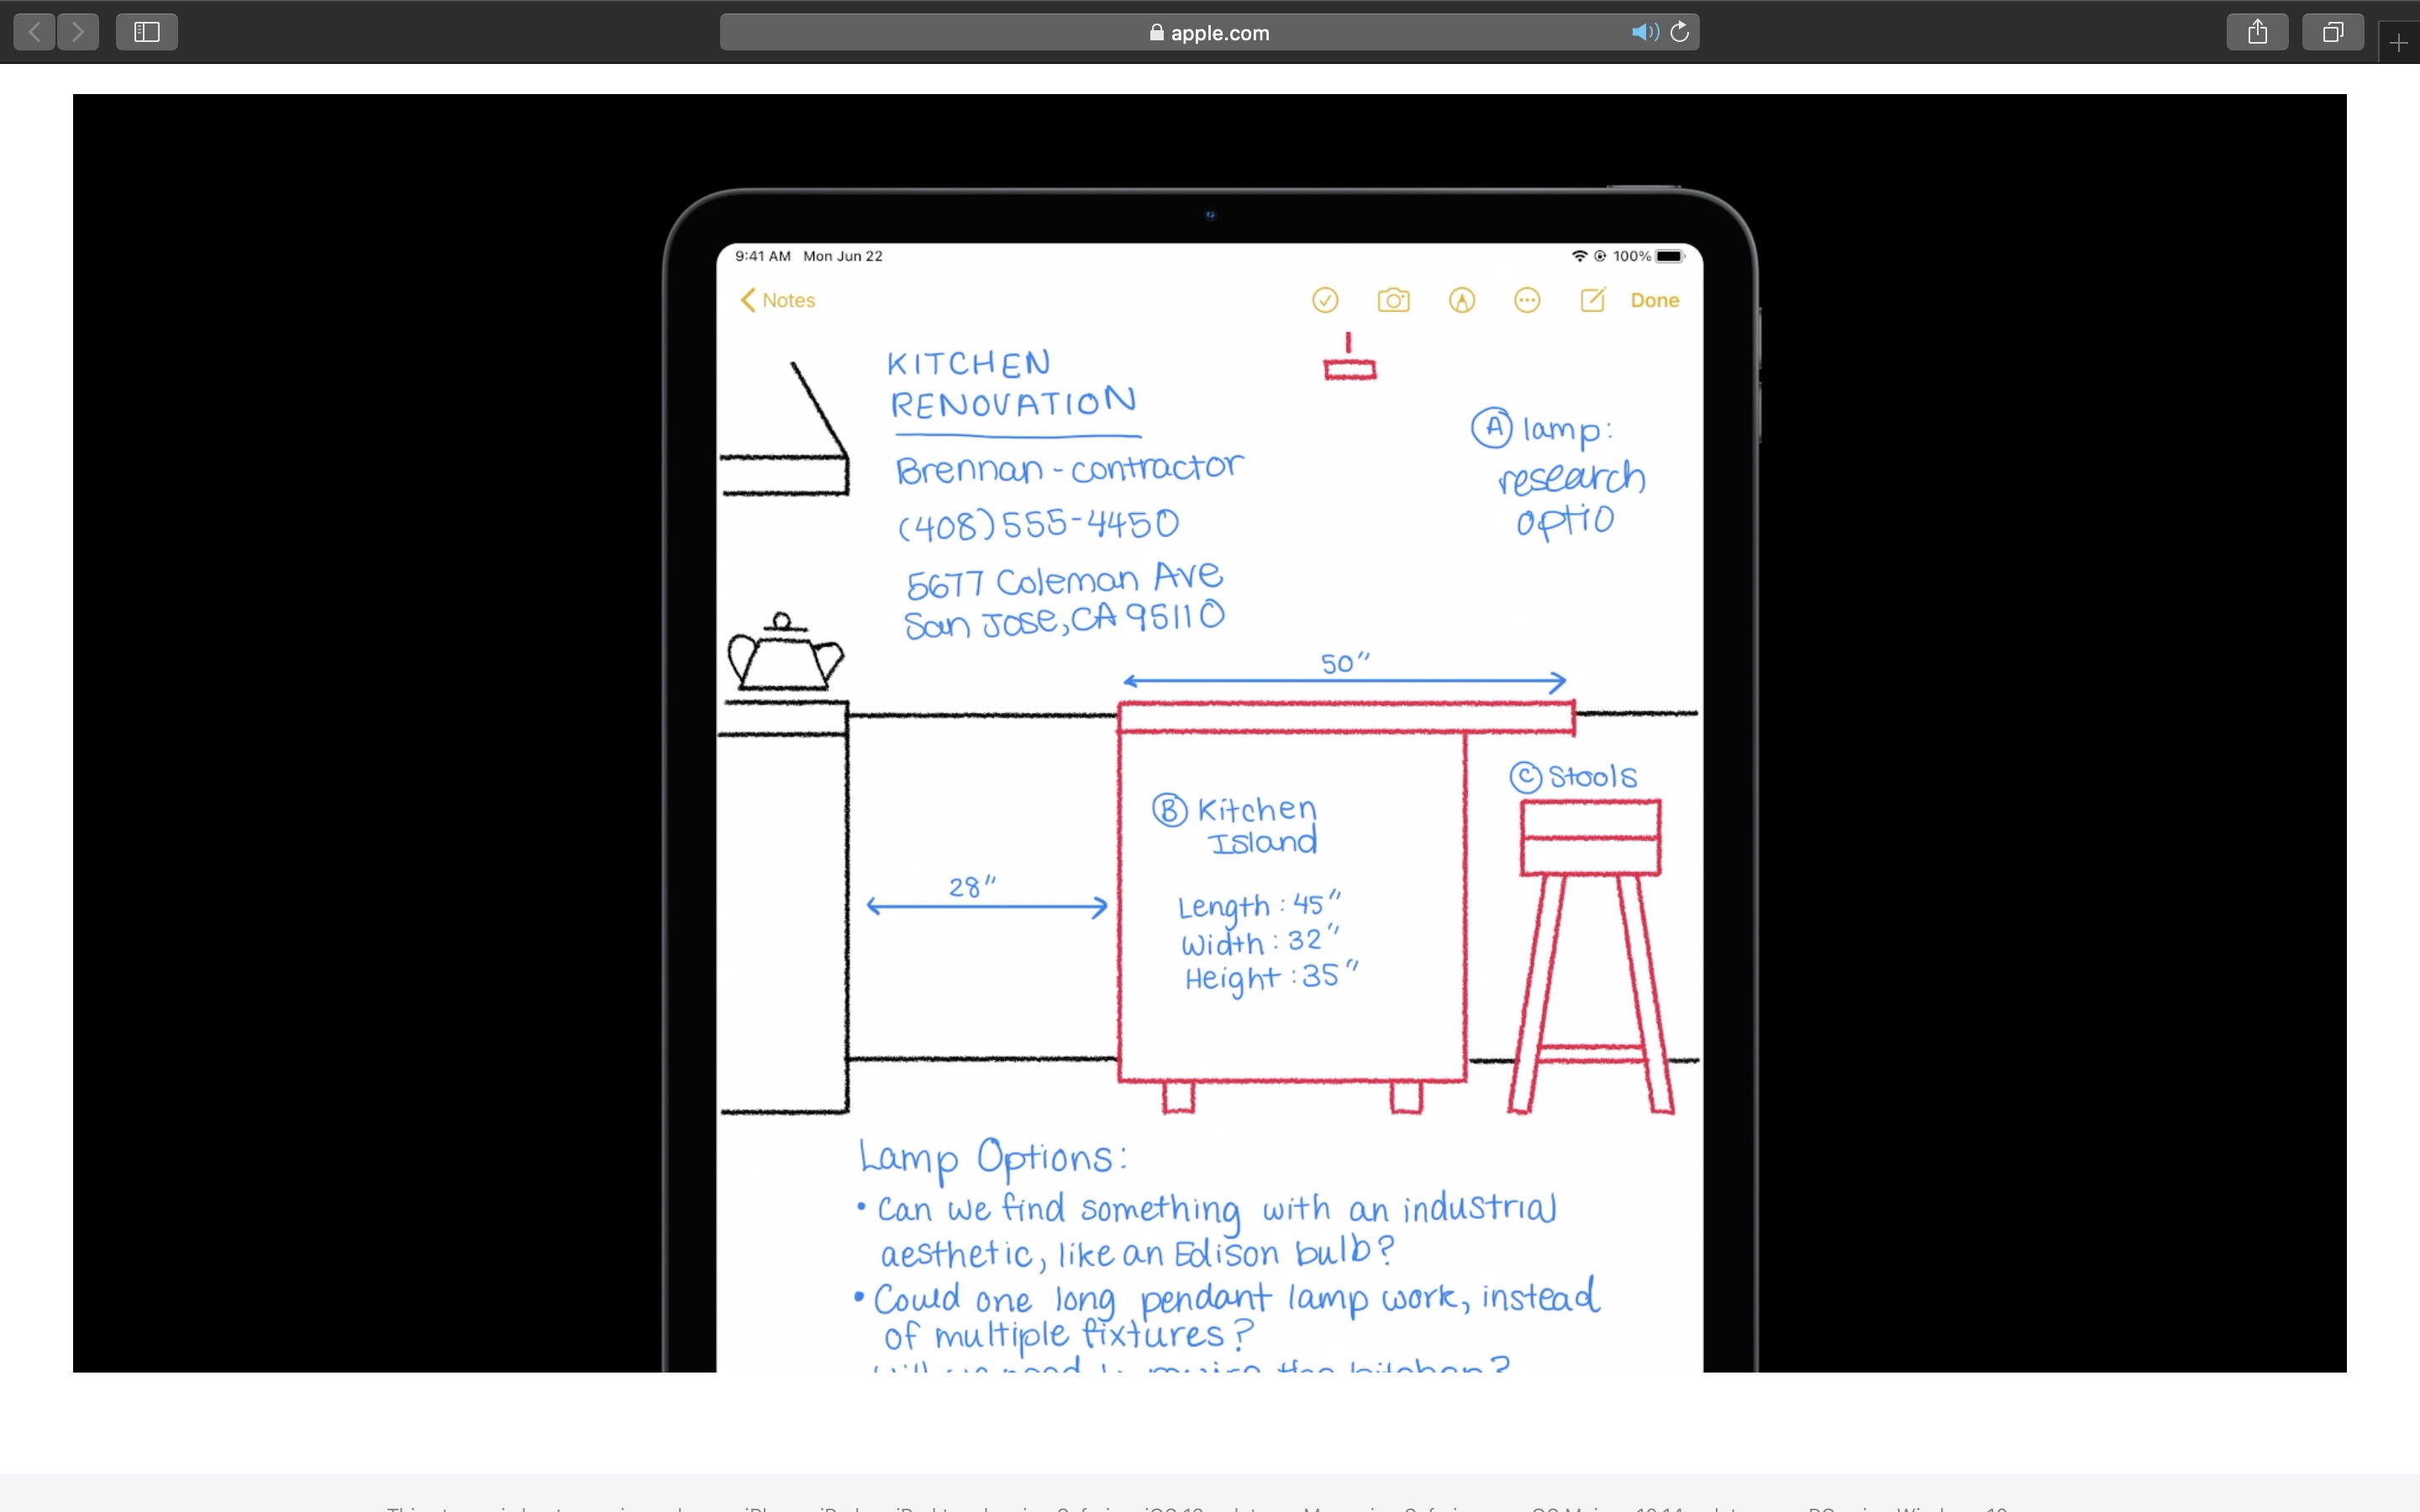 apple.com
9:41 AM Mon Jun 22
100%
Notes
Done
KITCHEN
RENOVATION
Brennan - contractor
(408) 555-4450
5677 Coleman Ave
San Jose, CA 95110
A lamp:
research
optio
50"
C Stools
B Kitchen
Island
28"
Length : 45"
Width : 32"
Height : 35"
Lamp Options:
• Can we find something with an industrial
aesthetic, like an Edison bulb?
• Could one long pendant lamp work, instead
of multiple fixtures?